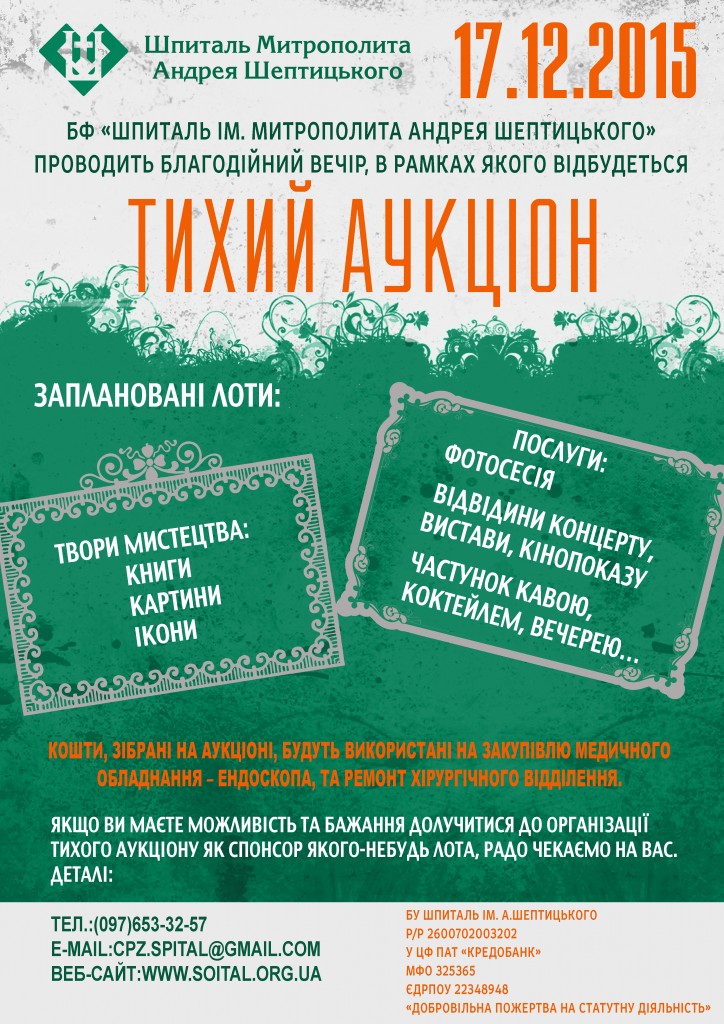 Шпиталь Митрополита
Андрея Шептицького
17.12.2015
БФ «ШПИТАЛЬ ІМ. МИТРОПОЛИТА АНДРЕЯ ШЕПТИЦЬКОГО»
ПРОВОДИТЬ БЛАГОДІЙНИЙ ВЕЧІР, В РАМКАХ ЯКОГО ВІДБУДЕТЬСЯ
ТИХИЙ АУКЦІОН
ЗАПЛАНОВАНІ ЛОТИ:
ТВОРИ МИСТЕЦТВА:
КНИГИ
КАРТИНИ
ІКОНИ
ПОСЛУГИ:
ФОТОСЕСІЯ
ВІДВІДИНИ КОНЦЕРТУ,
ВИСТАВИ, КІНОПОКАЗУ
ЧАСТУНОК КАВОЮ,
КОКТЕЙЛЕМ, ВЕЧЕРЕЮ...
КОШТИ, ЗІБРАНІ НА АУКЦІОНІ, БУДУТЬ ВИКОРИСТАНІ НА ЗАКУПІВЛЮ МЕДИЧНОГО
ОБЛАДНАННЯ – ЕНДОСКОПА, ТА РЕМОНТ ХІРУРГІЧНОГО ВІДДІЛЕННЯ.
ЯКЩО ВИ МАЄТЕ МОЖЛИВІСТЬ ТА БАЖАННЯ ДОЛУЧИТИСЯ ДО ОРГАНІЗАЦІЇ
ТИХОГО АУКЦІОНУ ЯК СПОНСОР ЯКОГО-НЕБУДЬ ЛОТА, РАДО ЧЕКАЄМО НА ВАС.
ДЕТАЛІ:
ТЕЛ.:(097)653-32-57
E-MAIL:CPZ.SPITAL@GMAIL.COM
ВЕБ-САЙТ:WWW.SOITAL.ORG.UA
БУ ШПИТАЛЬ ІМ. А.ШЕПТИЦЬКОГО
Р/Р 2600702003202
У ЦФ ПАТ «КРЕДОБАНК»
МФО 325365
ЄДРПОУ 22348948
«ДОБРОВІЛЬНА ПОЖЕРТВА НА СТАТУТНУ ДІЯЛЬНІСТЬ»